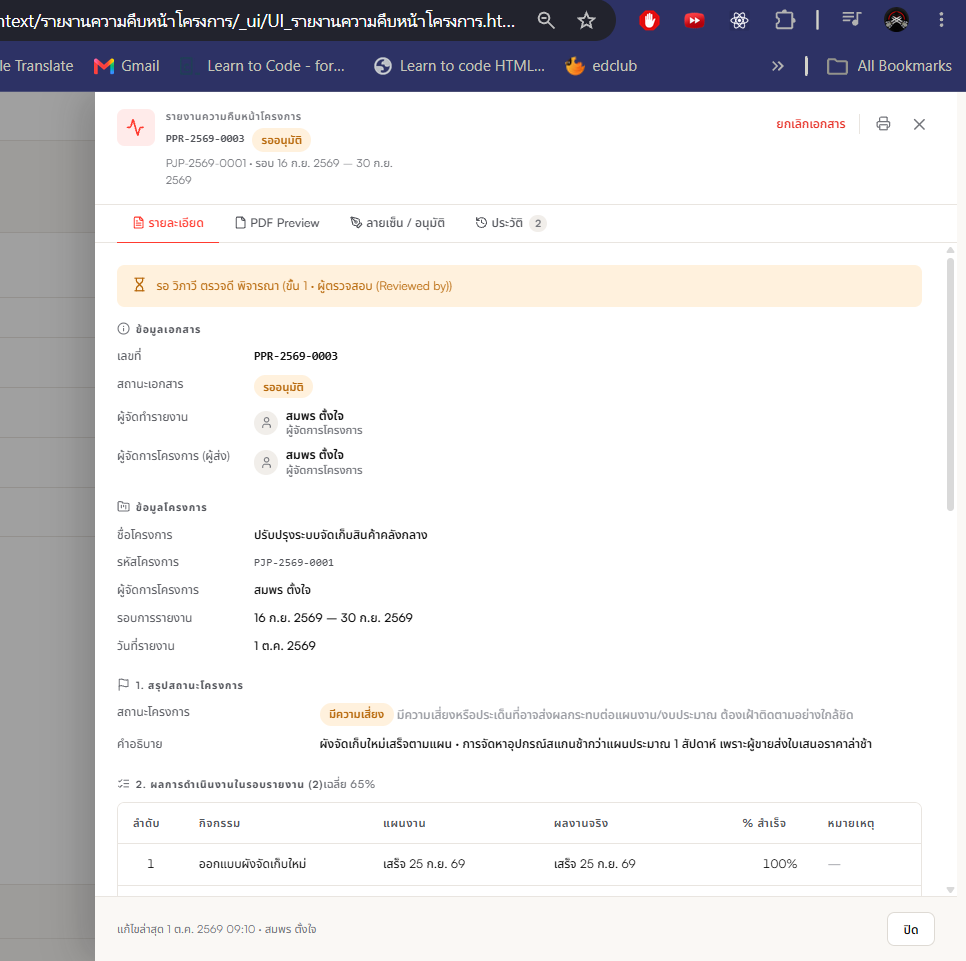 ntext/รายงานความคืบหน้าโครงการ/_ui/UI_รายงานความคืบหน้าโครงการ.ht...
le Translate
Gmail
Learn to Code - for...
Learn to code HTML...
edclub
All Bookmarks
รายงานความคืบหน้าโครงการ
PPR-2569-0003 รออนุมัติ
PJP-2569-0001 • รอบ 16 ก.ย. 2569 — 30 ก.ย.
2569
ยกเลิกเอกสาร
รายละเอียด
PDF Preview
ลายเซ็น / อนุมัติ
ประวัติ 2
รอ วิภาวี ตรวจดี พิจารณา (ขั้น 1 • ผู้ตรวจสอบ (Reviewed by))
ข้อมูลเอกสาร
เลขที่ PPR-2569-0003
สถานะเอกสาร รออนุมัติ
ผู้จัดทำรายงาน สมพร ตั้งใจ
ผู้จัดการโครงการ
ผู้จัดการโครงการ (ผู้ส่ง) สมพร ตั้งใจ
ผู้จัดการโครงการ
ข้อมูลโครงการ
ชื่อโครงการ ปรับปรุงระบบจัดเก็บสินค้าคลังกลาง
รหัสโครงการ PJP-2569-0001
ผู้จัดการโครงการ สมพร ตั้งใจ
รอบการรายงาน 16 ก.ย. 2569 — 30 ก.ย. 2569
วันที่รายงาน 1 ต.ค. 2569
1. สรุปสถานะโครงการ
สถานะโครงการ มีความเสี่ยง มีความเสี่ยงหรือประเด็นที่อาจส่งผลกระทบต่อแผนงาน/งบประมาณ ต้องเฝ้าติดตามอย่างใกล้ชิด
คำอธิบาย ผังจัดเก็บใหม่เสร็จตามแผน • การจัดหาอุปกรณ์สแกนช้ากว่าแผนประมาณ 1 สัปดาห์ เพราะผู้ขายส่งใบเสนอราคาล่าช้า
2. ผลการดำเนินงานในรอบรายงาน (2)เฉลี่ย 65%
ลำดับ กิจกรรม แผนงาน ผลงานจริง % สำเร็จ หมายเหตุ
1 ออกแบบผังจัดเก็บใหม่ เสร็จ 25 ก.ย. 69 เสร็จ 25 ก.ย. 69 100% —
แก้ไขล่าสุด 1 ต.ค. 2569 09:10 • สมพร ตั้งใจ
ปิด